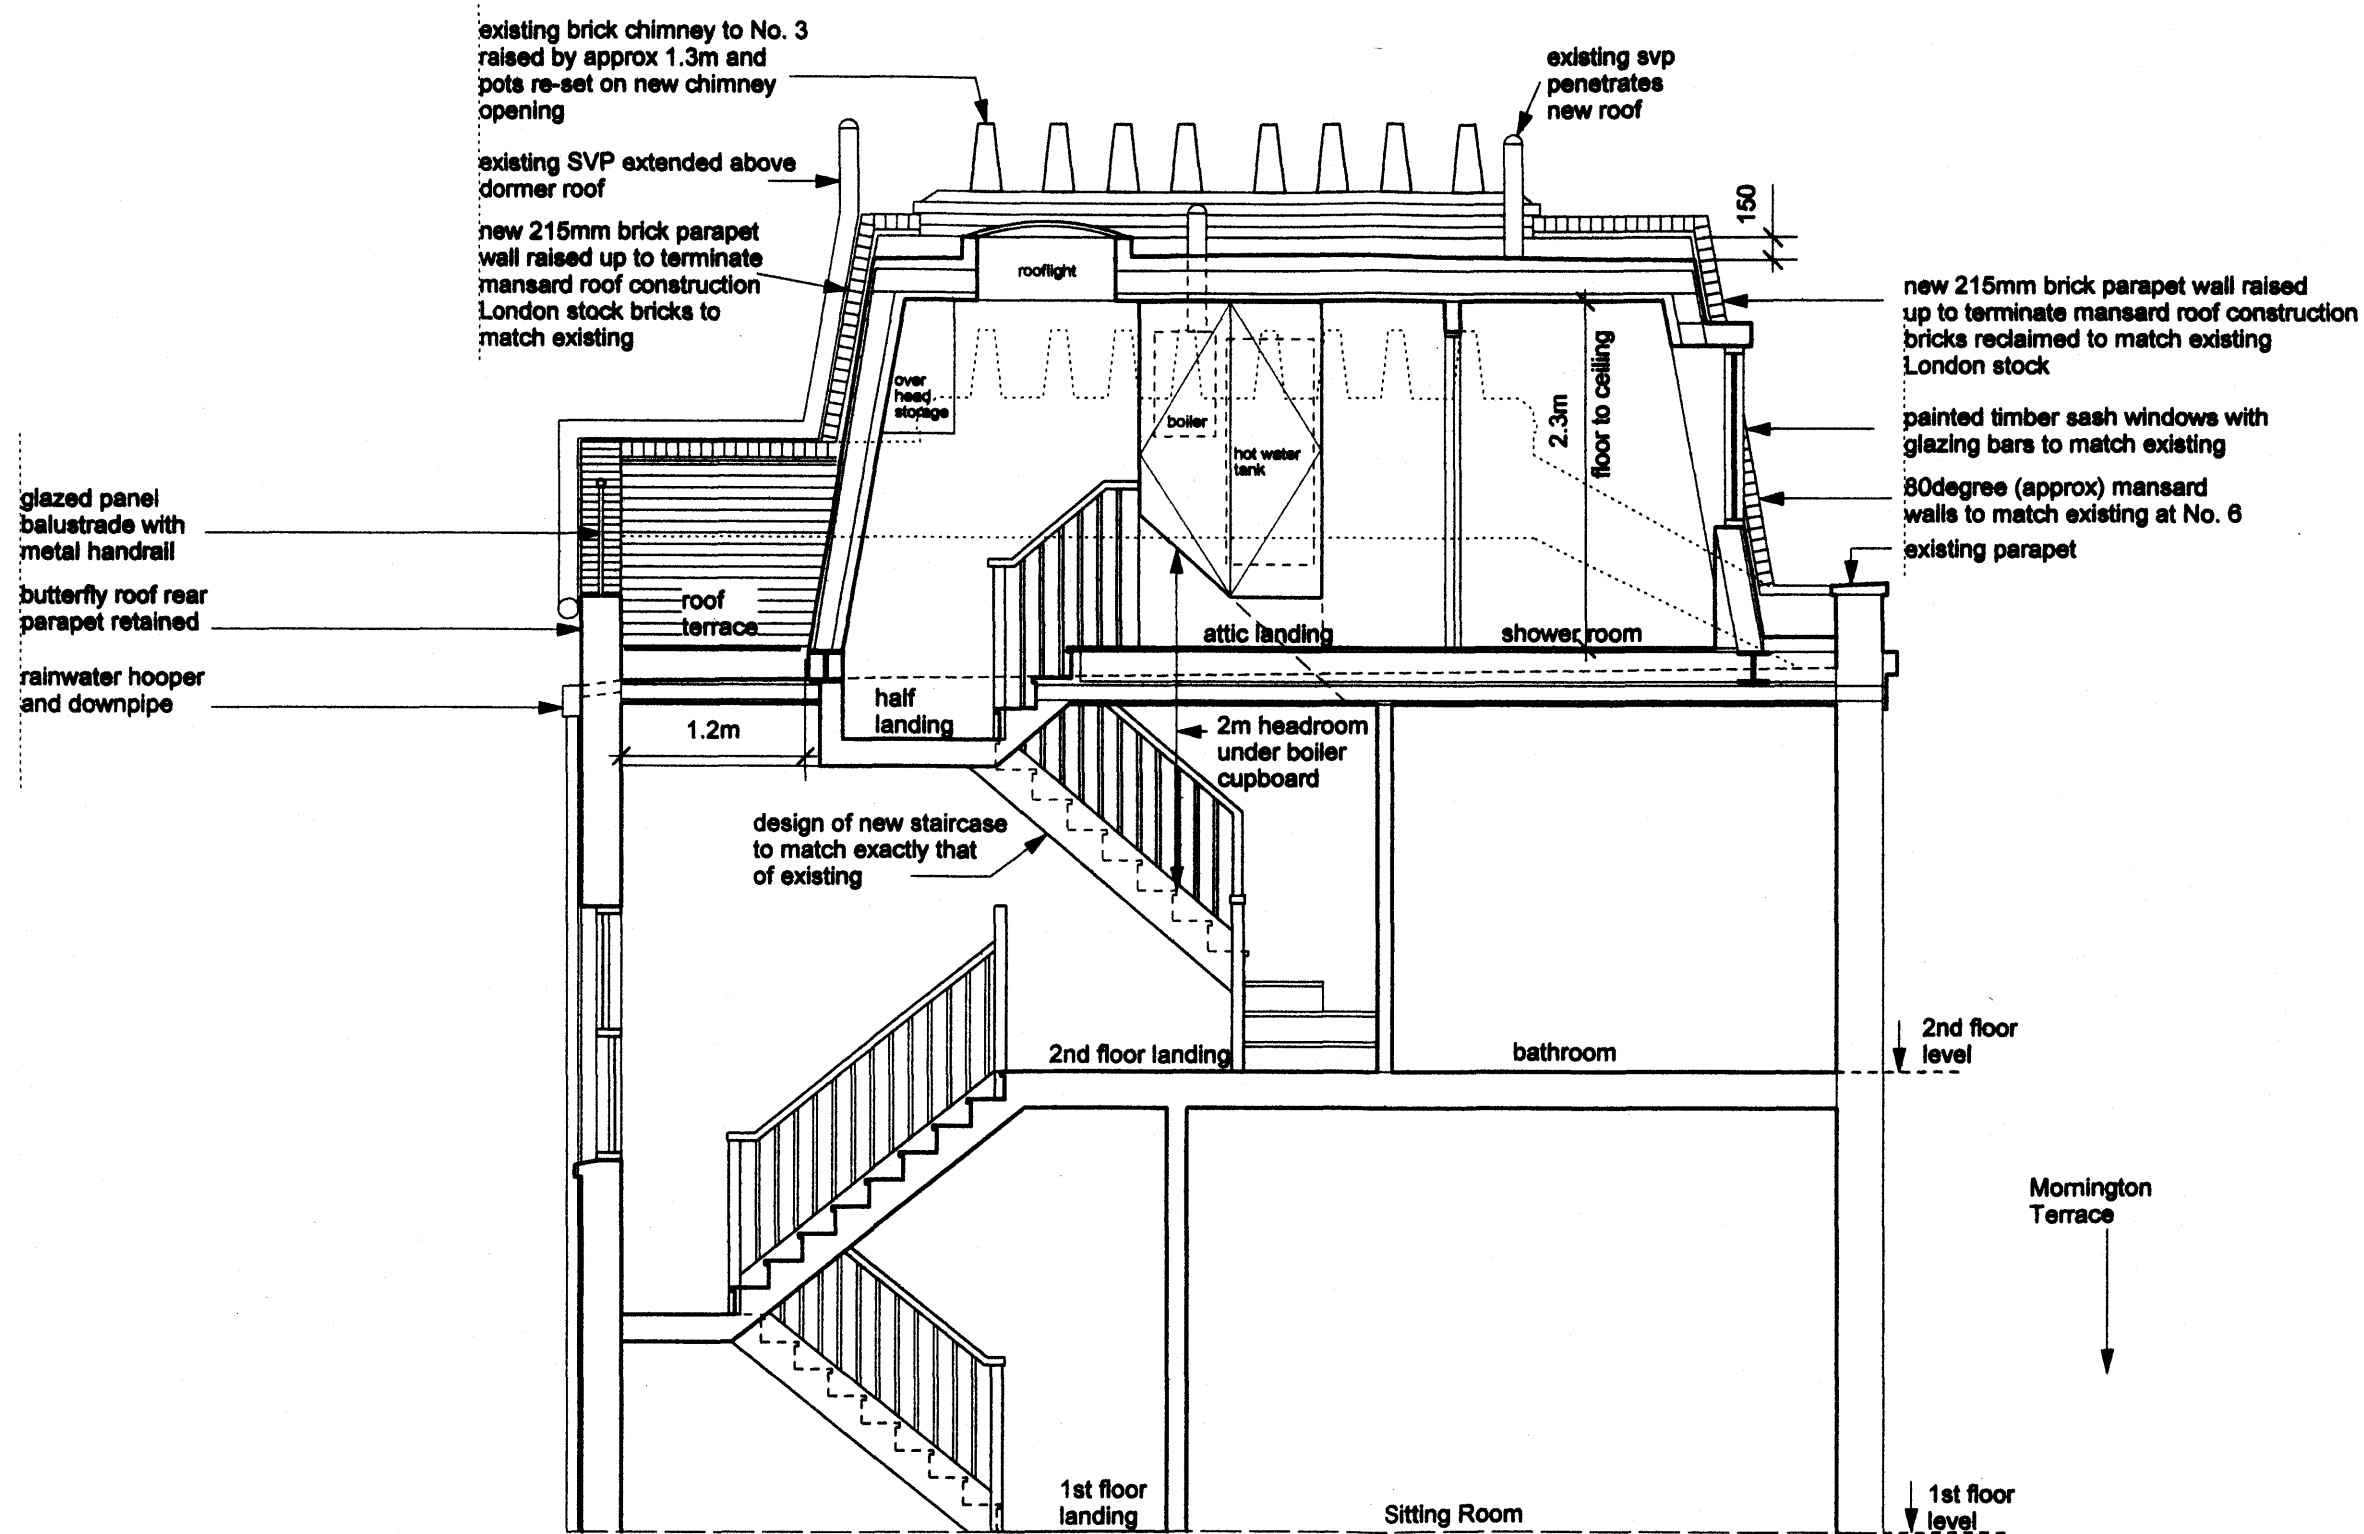 existing brick chimney to No. 3
raised by approx 1.3m and
pots re-set on new chimney
opening
existing svp
penetrates
new roof
existing SVP extended above
dormer roof
new 215mm brick parapet
wall raised up to terminate
mansard roof construction
London stock bricks to
match existing
150
rooflight
new 215mm brick parapet wall raised
up to terminate mansard roof construction
bricks reclaimed to match existing
London stock
over
head
storage
boiler
hot water
tank
2.3m
floor to ceiling
painted timber sash windows with
glazing bars to match existing
80degree (approx) mansard
walls to match existing at No. 6
existing parapet
glazed panel
balustrade with
metal handrail
butterfly roof rear
parapet retained
rainwater hooper
and downpipe
roof
terrace
attic landing
shower room
half
landing
1.2m
2m headroom
under boiler
cupboard
design of new staircase
to match exactly that
of existing
2nd floor landing
bathroom
2nd floor
level
Mornington
Terrace
1st floor
landing
Sitting Room
1st floor
level